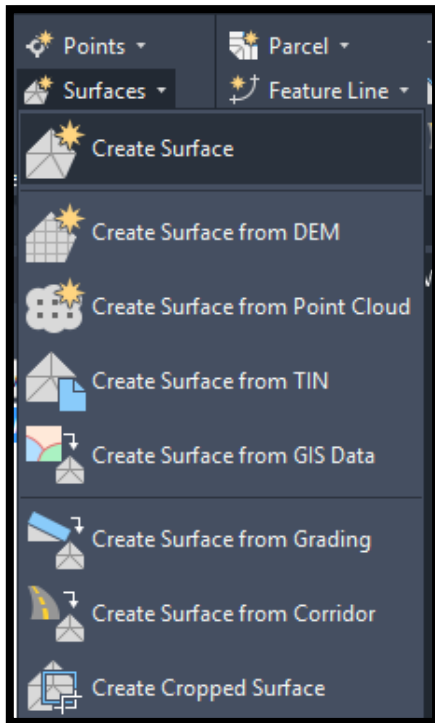 Points
Parcel
Surfaces
Feature Line
Create Surface
Create Surface from DEM
Create Surface from Point Cloud
Create Surface from TIN
Create Surface from GIS Data
Create Surface from Grading
Create Surface from Corridor
Create Cropped Surface